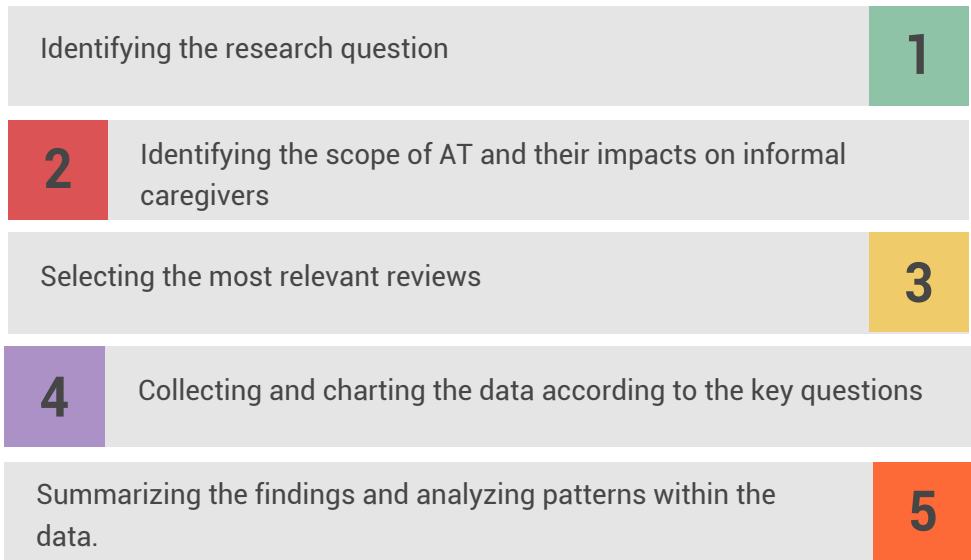 Identifying the research question
1
2
Identifying the scope of AT and their impacts on informal
caregivers
Selecting the most relevant reviews
3
4
Collecting and charting the data according to the key questions
Summarizing the findings and analyzing patterns within the
data.
5